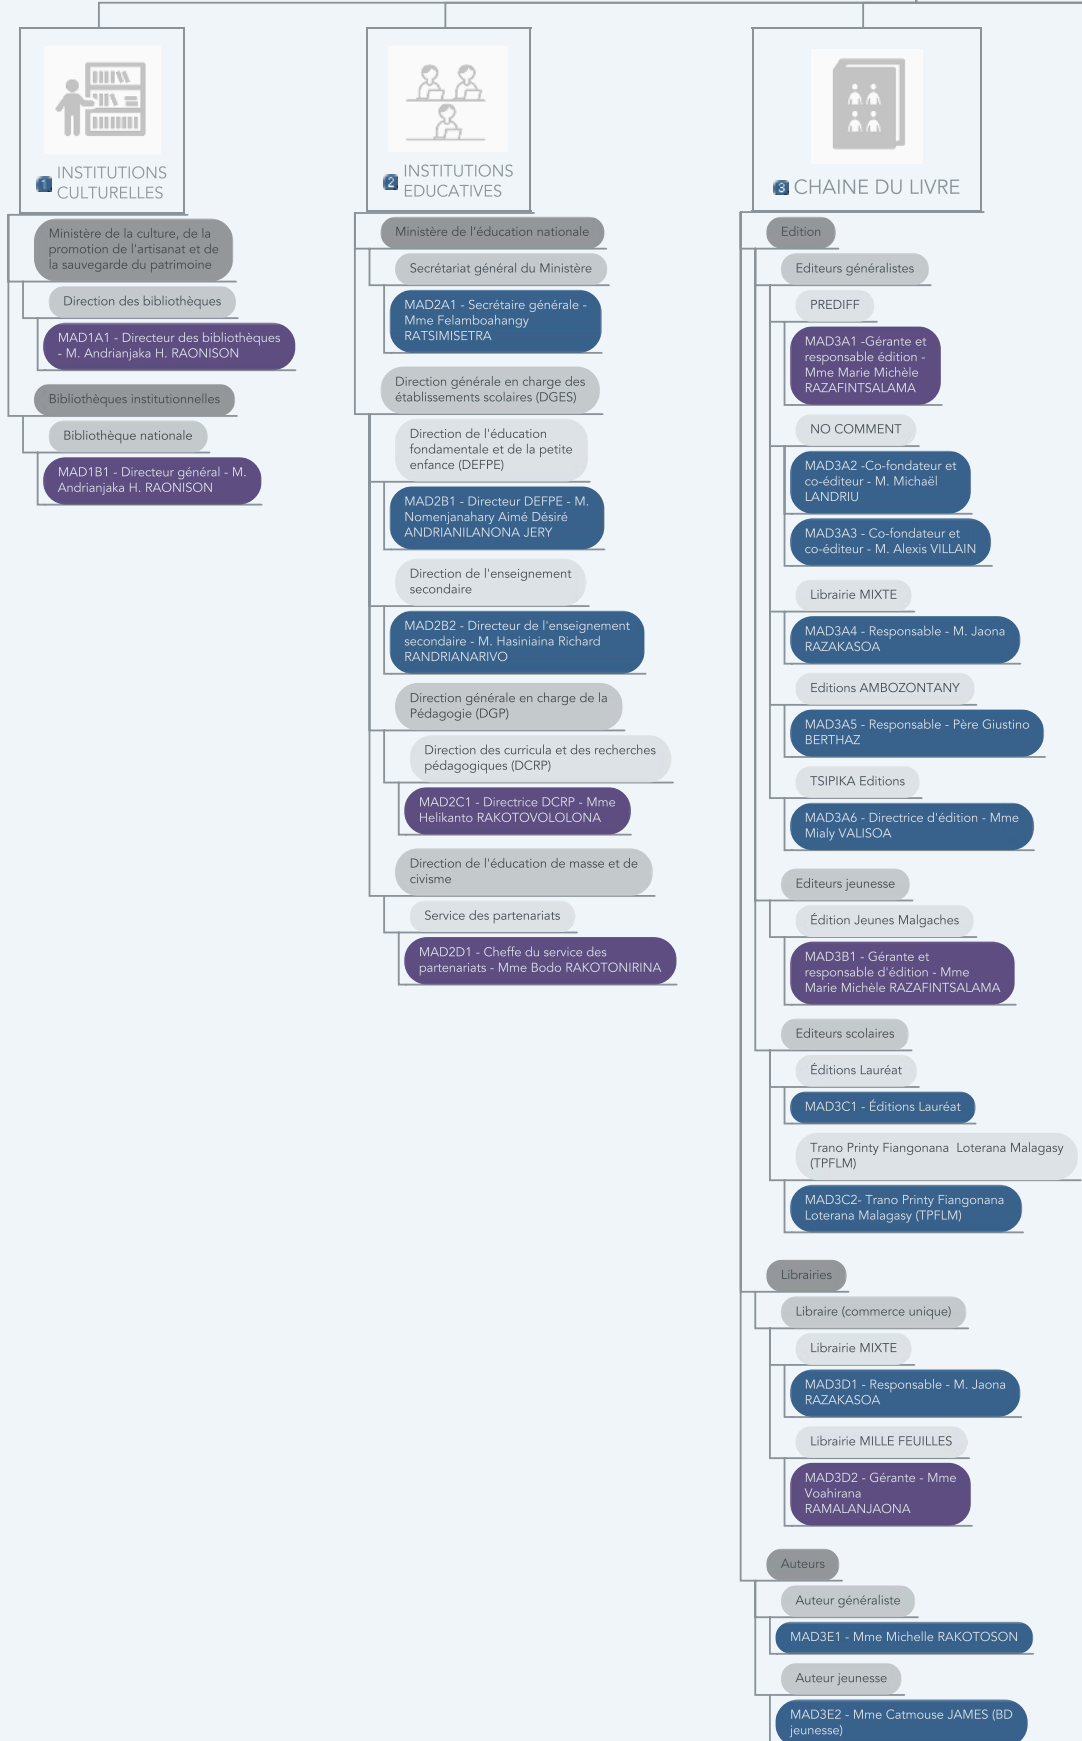 1 INSTITUTIONS
CULTURELLES
Ministère de la culture, de la
promotion de l'artisanat et de
la sauvegarde du patrimoine
Direction des bibliothèques
MAD1A1 - Directeur des bibliothèques
- M. Andrianjaka H. RAONISON
Bibliothèques institutionnelles
Bibliothèque nationale
MAD1B1 - Directeur général - M.
Andrianjaka H. RAONISON
2 INSTITUTIONS
EDUCATIVES
Ministère de l'éducation nationale
Secrétariat général du Ministère
MAD2A1 - Secrétaire générale -
Mme Felamboahangy
RATSIMISETRA
Direction générale en charge des
établissements scolaires (DGES)
Direction de l'éducation
fondamentale et de la petite
enfance (DEFPE)
MAD2B1 - Directeur DEFPE - M.
Nomenjanahary Aimé Désiré
ANDRIANILANONA JERY
Direction de l'enseignement
secondaire
MAD2B2 - Directeur de l'enseignement
secondaire - M. Hasiniaina Richard
RANDRIANARIVO
Direction générale en charge de la
Pédagogie (DGP)
Direction des curricula et des recherches
pédagogiques (DCRP)
MAD2C1 - Directrice DCRP - Mme
Helikanto RAKOTOVOLOLONA
Direction de l'éducation de masse et de
civisme
Service des partenariats
MAD2D1 - Cheffe du service des
partenariats - Mme Bodo RAKOTONIRINA
3 CHAINE DU LIVRE
Edition
Editeurs généralistes
PREDIFF
MAD3A1 -Gérante et
responsable édition -
Mme Marie Michèle
RAZAFINTSALAMA
NO COMMENT
MAD3A2 -Co-fondateur et
co-éditeur - M. Michaël
LANDRIU
MAD3A3 - Co-fondateur et
co-éditeur - M. Alexis VILLAIN
Librairie MIXTE
MAD3A4 - Responsable - M. Jaona
RAZAKASOA
Editions AMBOZONTANY
MAD3A5 - Responsable - Père Giustino
BERTHAZ
TSIPIKA Editions
MAD3A6 - Directrice d'édition - Mme
Mialy VALISOA
Editeurs jeunesse
Édition Jeunes Malgaches
MAD3B1 - Gérante et
responsable d'édition - Mme
Marie Michèle RAZAFINTSALAMA
Editeurs scolaires
Éditions Lauréat
MAD3C1 - Éditions Lauréat
Trano Printy Fiangonana  Loterana Malagasy
(TPFLM)
MAD3C2- Trano Printy Fiangonana
Loterana Malagasy (TPFLM)
Librairies
Libraire (commerce unique)
Librairie MIXTE
MAD3D1 - Responsable - M. Jaona
RAZAKASOA
Librairie MILLE FEUILLES
MAD3D2 - Gérante - Mme
Voahirana
RAMALANJAONA
Auteurs
Auteur généraliste
MAD3E1 - Mme Michelle RAKOTOSON
Auteur jeunesse
MAD3E2 - Mme Catmouse JAMES (BD
jeunesse)